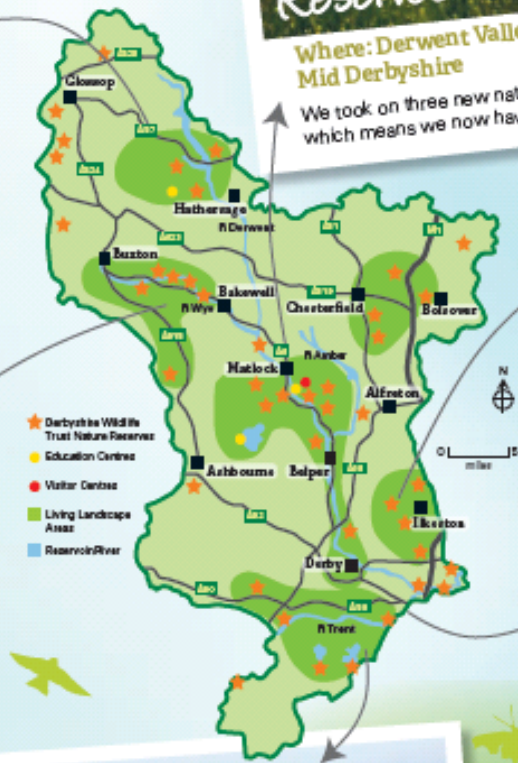 Where: Derwent Valle
Mid Derbyshire
We took on three new nat
which means we now hav
Glossop
Hathersage
R Derwent
Buxton
Bakewell
R Wye
Chesterfield
Bolsover
R Amber
Matlock
Alfreton
Ashbourne
Belper
Ilkeston
Derby
R Trent
N
0
miles
Derbyshire Wildlife
Trust Nature Reserves
Education Centres
Visitor Centres
Living Landscape
Areas
Reservoir/River
A6
M1